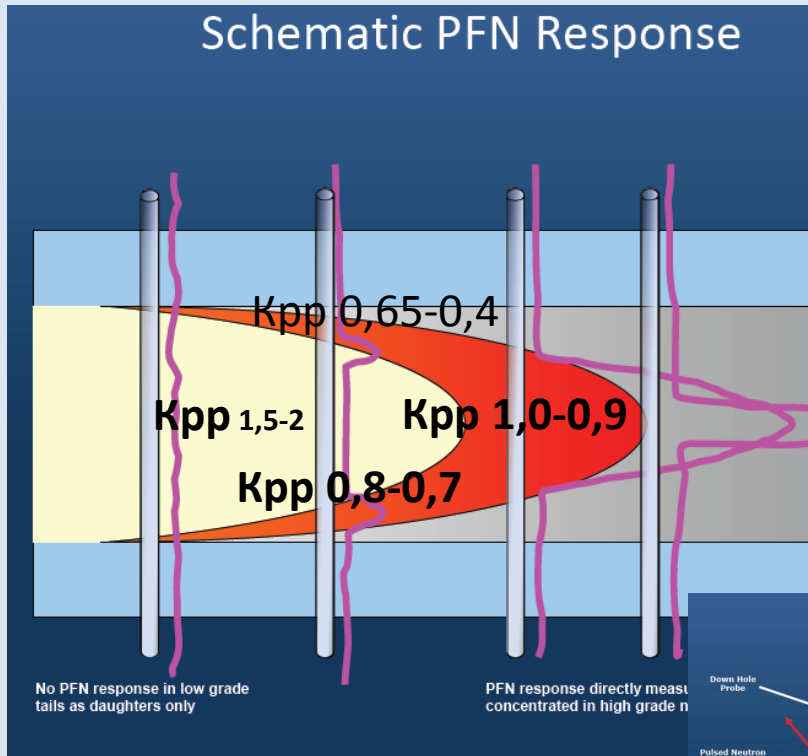 Schematic PFN Response
Крр 0,65-0,4
Крр 1,5-2
Крр 1,0-0,9
Крр 0,8-0,7
No PFN response in low grade
tails as daughters only
PFN response directly
concentrated in high grade
Down Hole
Probe
Pulsed Neutron